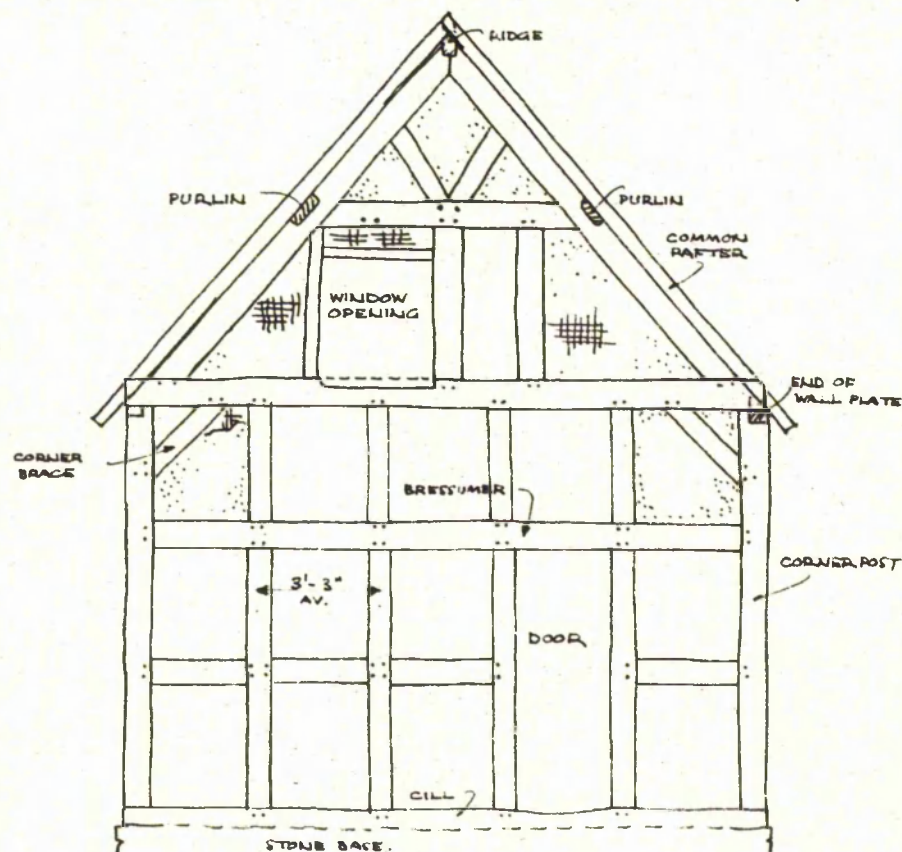 RIDGE
PURLIN
PURLIN
COMMON
RAFTER
WINDOW
OPENING
END OF
WALL PLATE
CORNER
BRACE
BRESSUMER
CORNER POST
3'-3"
AV.
DOOR
CILL
STONE BASE.